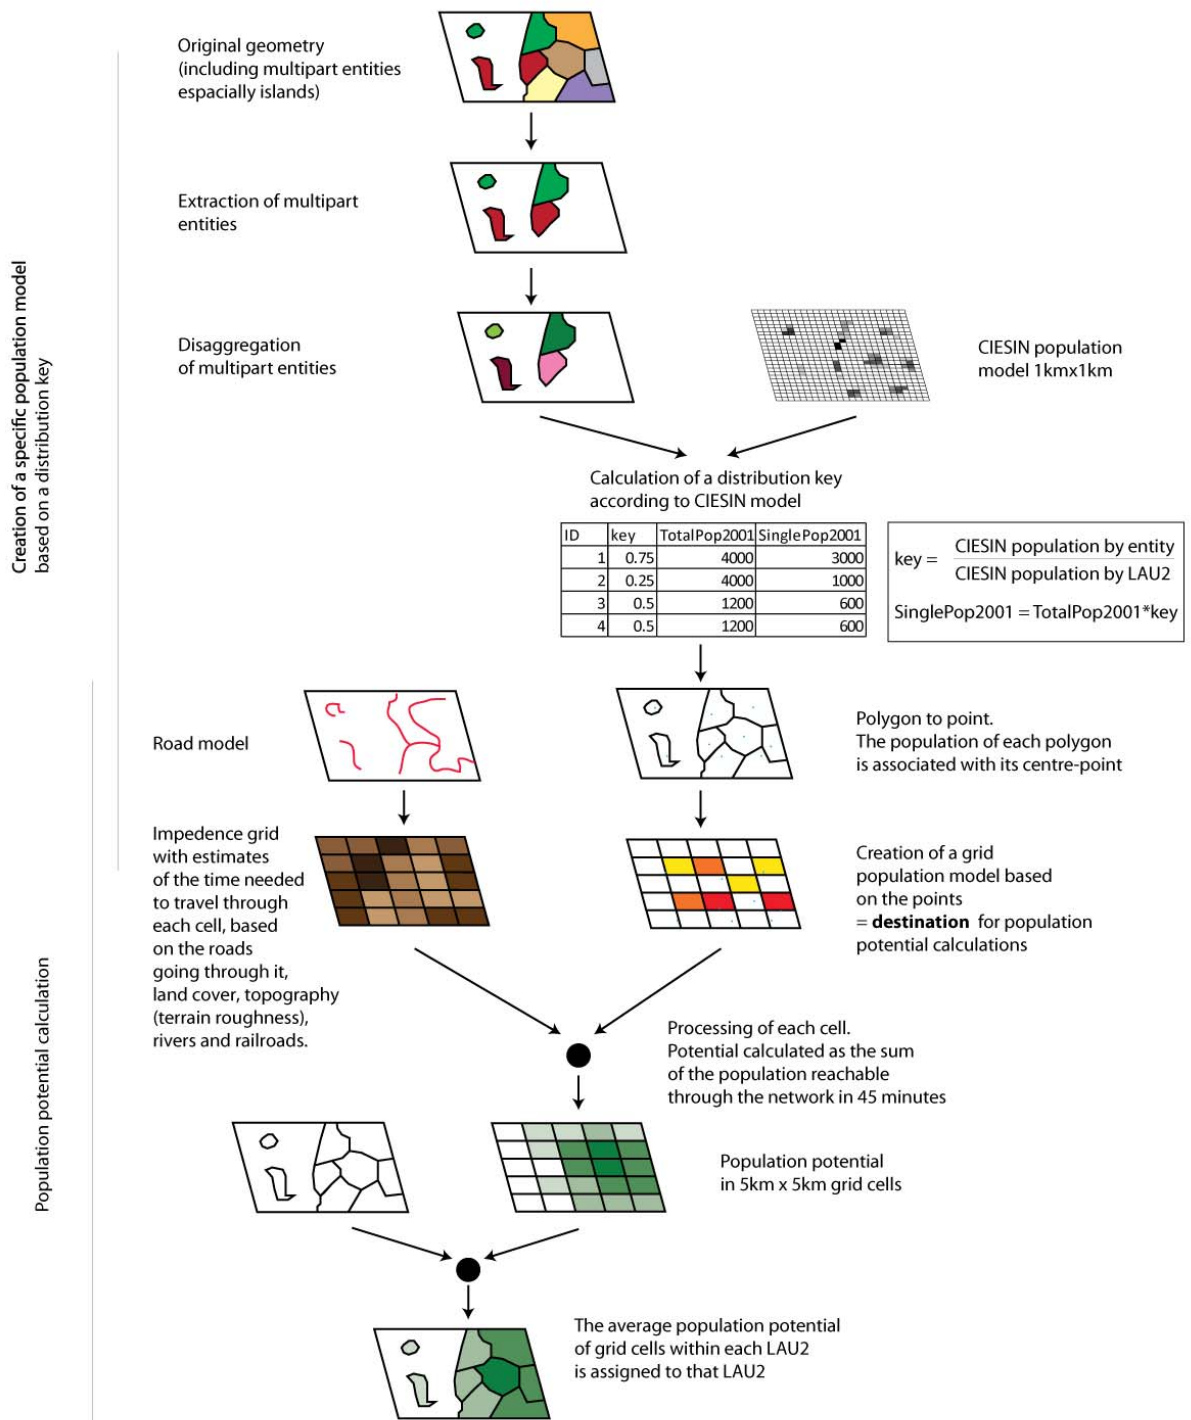 Original geometry
(including multipart entities
espacially islands)
Extraction of multipart
entities
Creation of a specific population model
based on a distribution key
Disaggregation
of multipart entities
CIESIN population
model 1kmx1km
Calculation of a distribution key
according to CIESIN model
ID key TotalPop2001 SinglePop2001
1 0.75 4000 3000
2 0.25 4000 1000
3 0.5 1200 600
4 0.5 1200 600
key = CIESIN population by entity
CIESIN population by LAU2
SinglePop2001 = TotalPop2001*key
Road model
Polygon to point.
The population of each polygon
is associated with its centre-point
Impedence grid
with estimates
of the time needed
to travel through
each cell, based
on the roads
going through it,
land cover, topography
(terrain roughness),
rivers and railroads.
Creation of a grid
population model based
on the points
= destination for population
potential calculations
Population potential calculation
Processing of each cell.
Potential calculated as the sum
of the population reachable
through the network in 45 minutes
Population potential
in 5km x 5km grid cells
The average population potential
of grid cells within each LAU2
is assigned to that LAU2